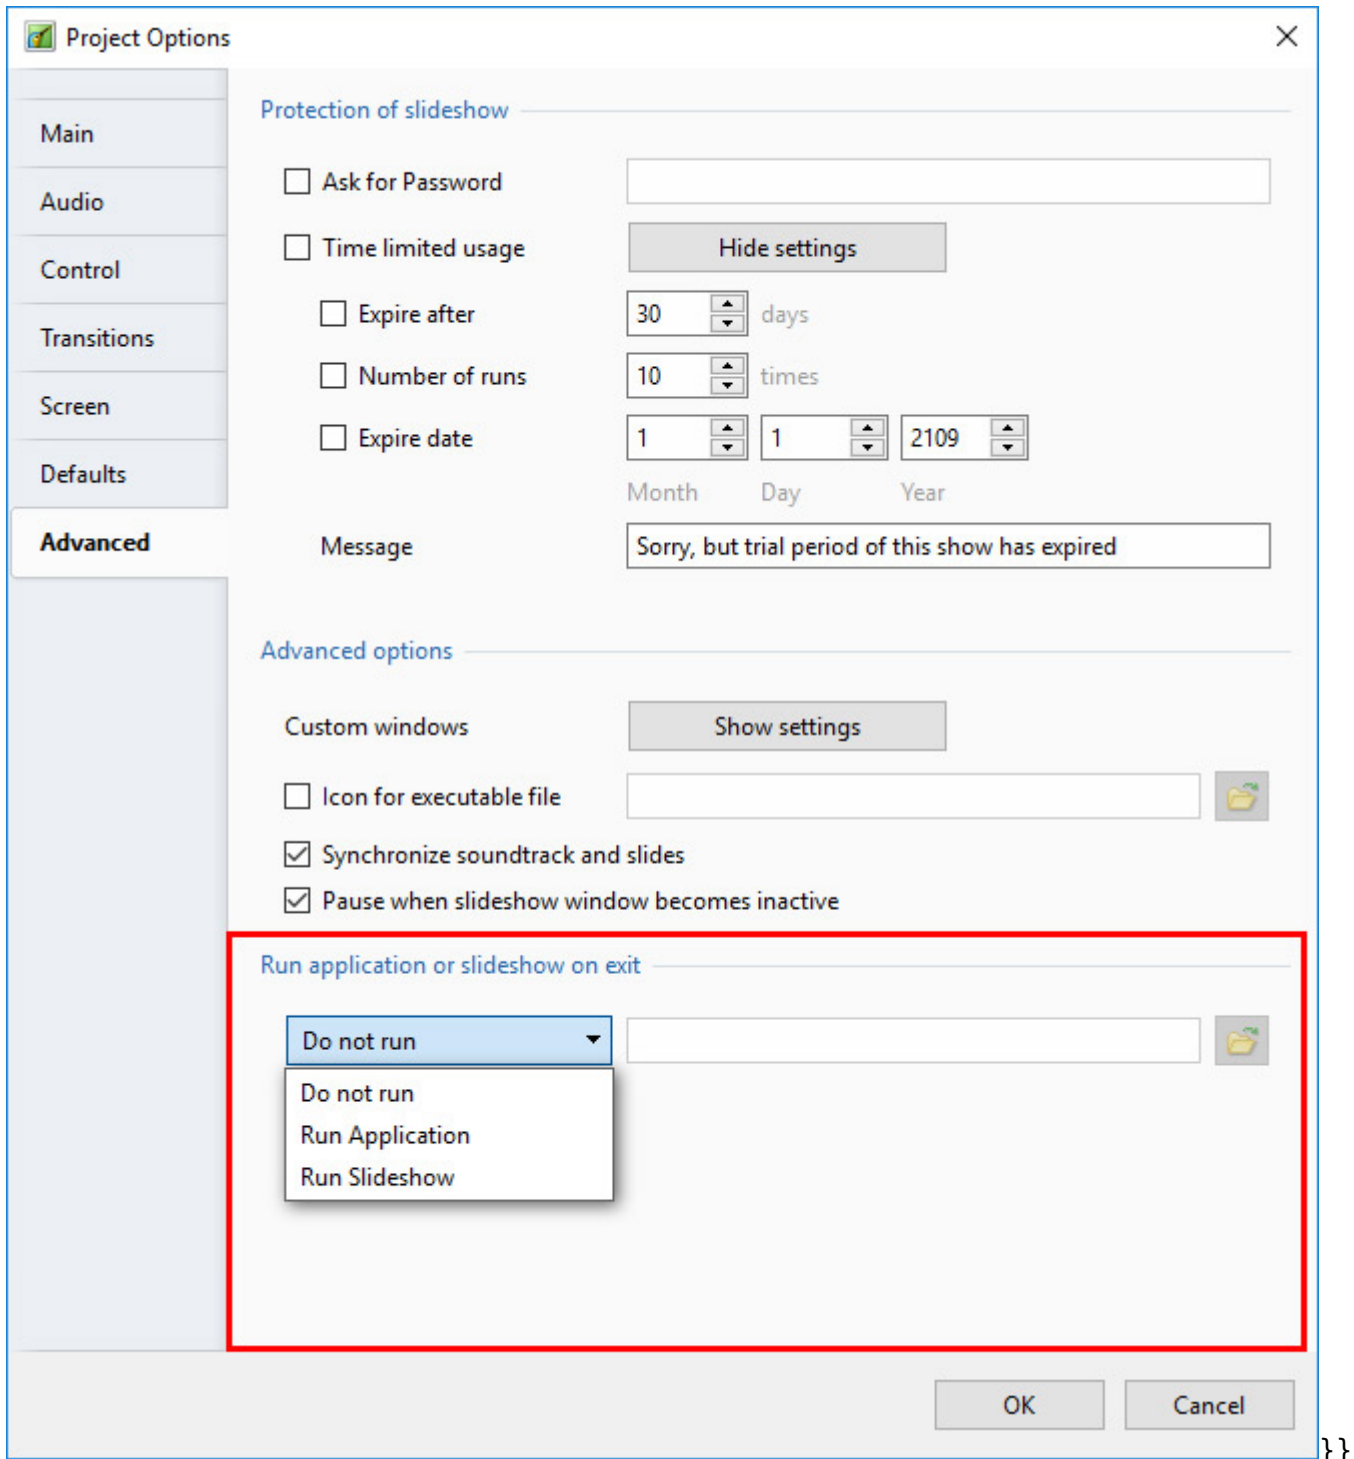 Project Options
Main
Audio
Control
Transitions
Screen
Defaults
Advanced
Protection of slideshow
Ask for Password
Time limited usage Hide settings
Expire after 30 days
Number of runs 10 times
Expire date 1 1 2109
Month Day Year
Message Sorry, but trial period of this show has expired
Advanced options
Custom windows Show settings
Icon for executable file
Synchronize soundtrack and slides
Pause when slideshow window becomes inactive
Run application or slideshow on exit
Do not run
Do not run
Run Application
Run Slideshow
OK Cancel
}}